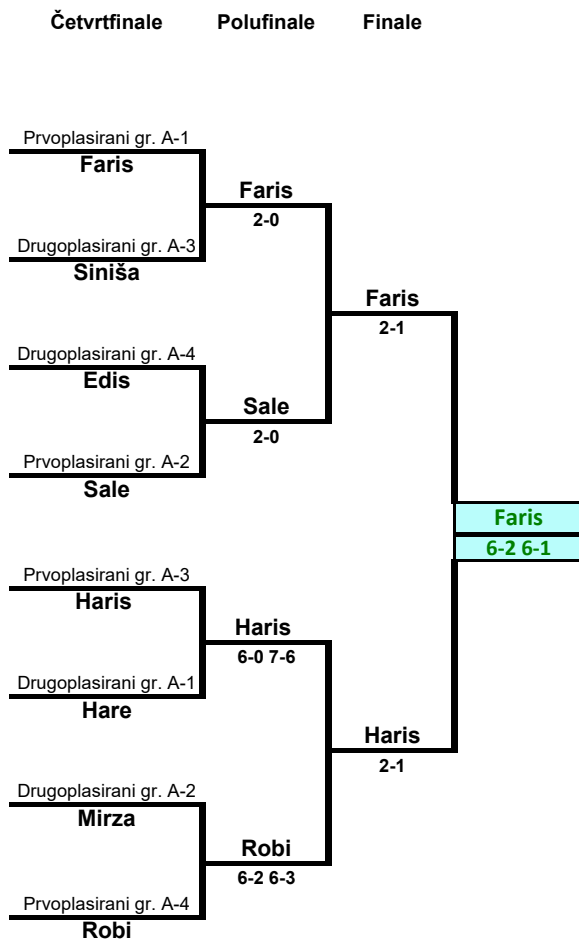 Četvrtfinale Polufinale Finale
Prvoplasirani gr. A-1
Faris
Faris
2-0
Drugoplasirani gr. A-3
Siniša
Faris
2-1
Drugoplasirani gr. A-4
Edis
Sale
2-0
Prvoplasirani gr. A-2
Sale
Faris
6-2 6-1
Prvoplasirani gr. A-3
Haris
Haris
6-0 7-6
Drugoplasirani gr. A-1
Hare
Haris
2-1
Drugoplasirani gr. A-2
Mirza
Robi
6-2 6-3
Prvoplasirani gr. A-4
Robi